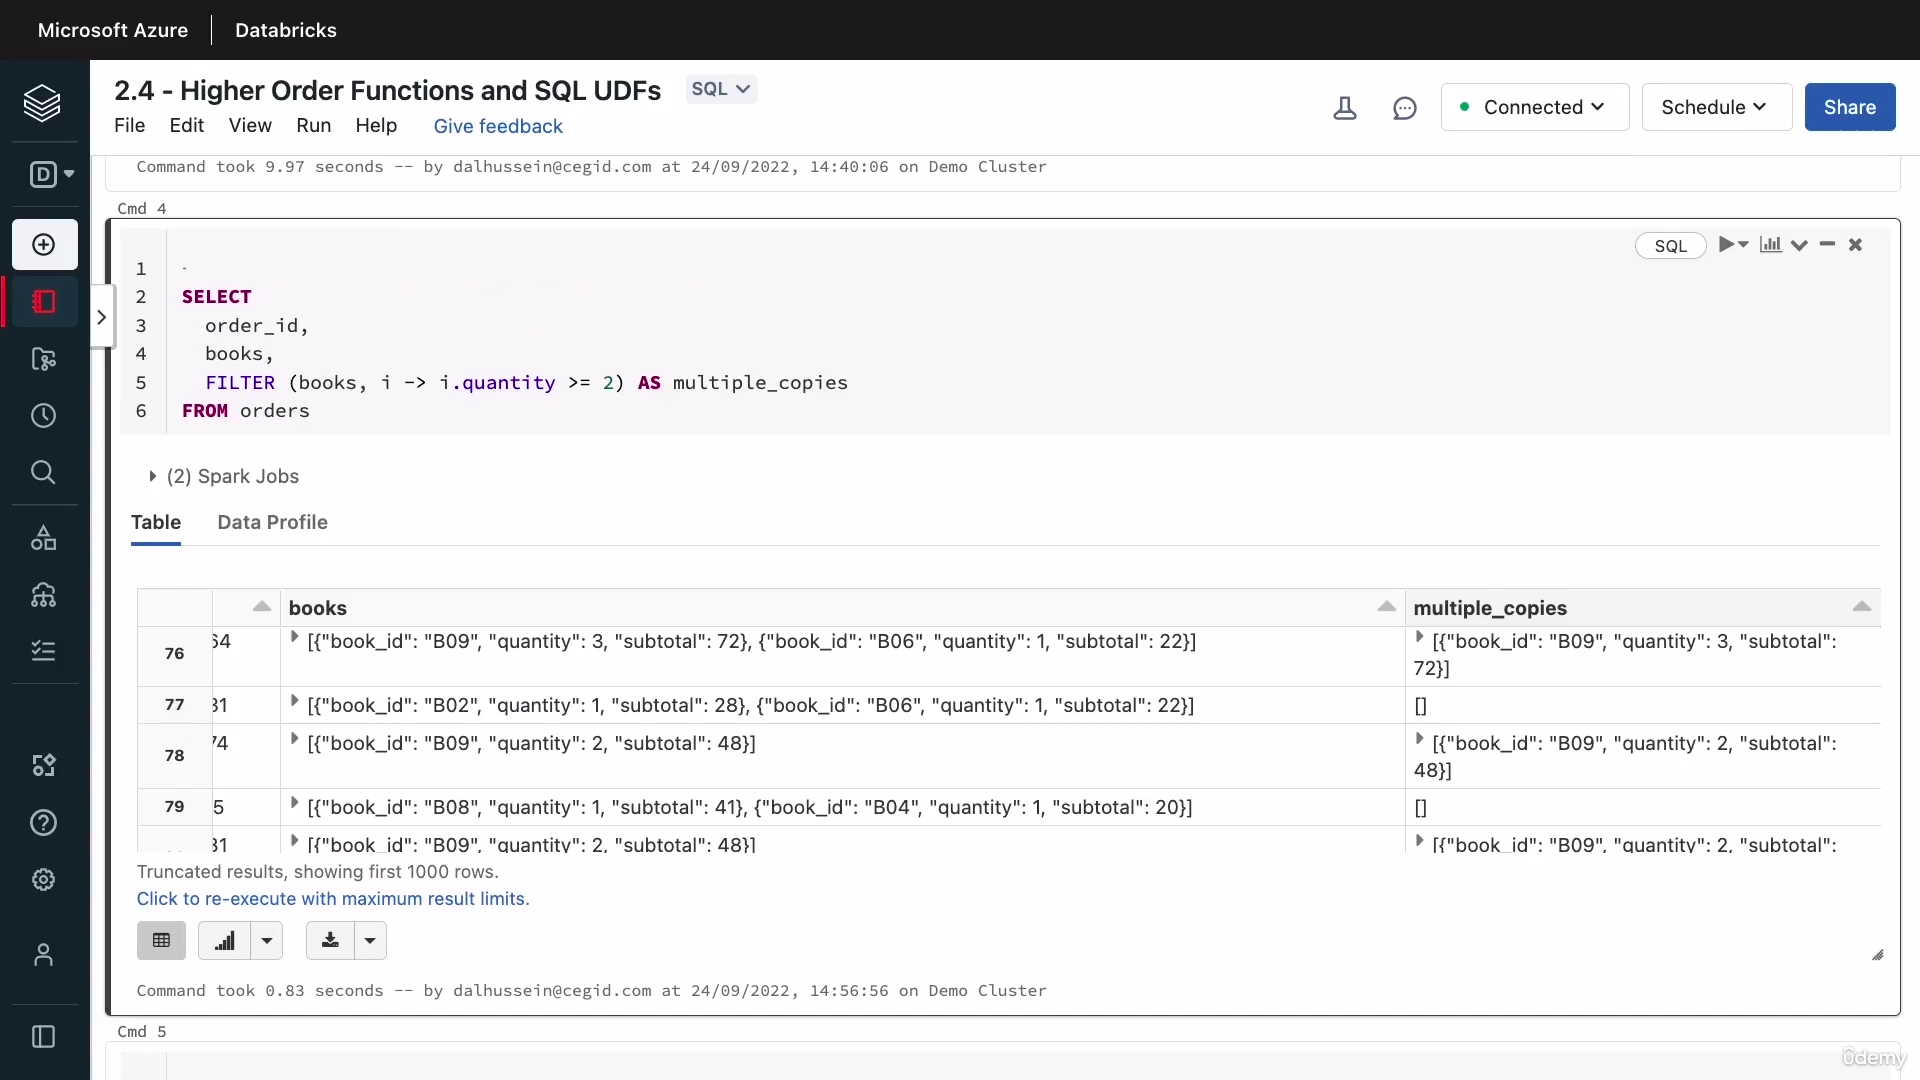 Microsoft Azure Databricks
2.4 - Higher Order Functions and SQL UDFs SQL
File Edit View Run Help Give feedback
Connected Schedule Share
D
Command took 9.97 seconds -- by dalhussein@cegid.com at 24/09/2022, 14:40:06 on Demo Cluster
Cmd 4
SQL
1 -
2 SELECT
3 order_id,
4 books,
5 FILTER (books, i -> i.quantity >= 2) AS multiple_copies
6 FROM orders
(2) Spark Jobs
Table Data Profile
books multiple_copies
76 64 [{"book_id": "B09", "quantity": 3, "subtotal": 72}, {"book_id": "B06", "quantity": 1, "subtotal": 22}] [{"book_id": "B09", "quantity": 3, "subtotal":
72}]
77 31 [{"book_id": "B02", "quantity": 1, "subtotal": 28}, {"book_id": "B06", "quantity": 1, "subtotal": 22}] []
78 74 [{"book_id": "B09", "quantity": 2, "subtotal": 48}] [{"book_id": "B09", "quantity": 2, "subtotal":
48}]
79 5 [{"book_id": "B08", "quantity": 1, "subtotal": 41}, {"book_id": "B04", "quantity": 1, "subtotal": 20}] []
31 [{"book_id": "B09", "quantity": 2, "subtotal": 48}] [{"book_id": "B09", "quantity": 2, "subtotal":
Truncated results, showing first 1000 rows.
Click to re-execute with maximum result limits.
Command took 0.83 seconds -- by dalhussein@cegid.com at 24/09/2022, 14:56:56 on Demo Cluster
Cmd 5
ûdemy